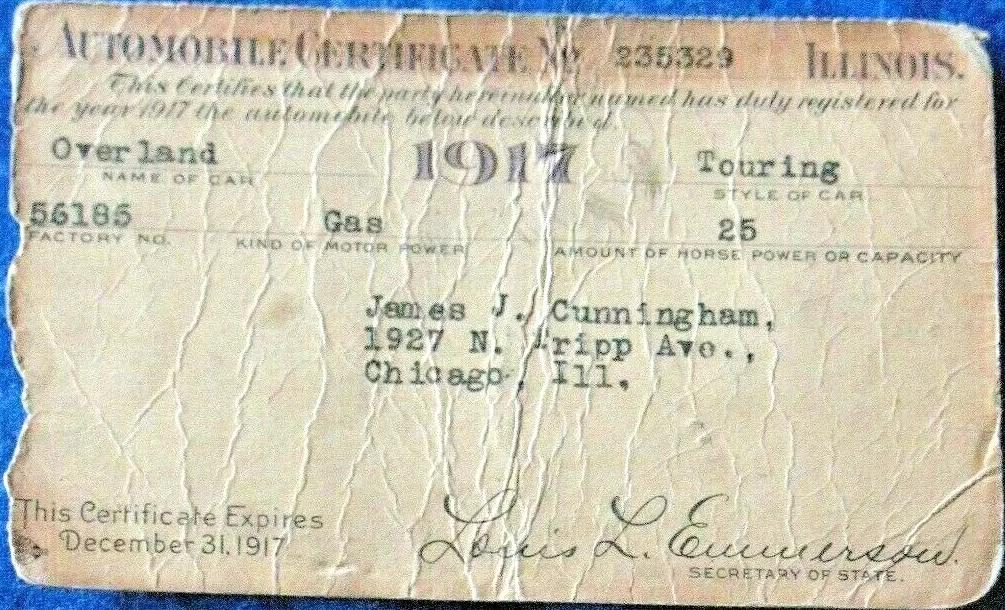 AUTOMOBILE CERTIFICATE No 235329 ILLINOIS.
This Certifies that the party hereinunder named has duly registered for
the year 1917 the automobile below described.
Overland 1917 Touring
NAME OF CAR STYLE OF CAR
56186 Gas 25
FACTORY NO. KIND OF MOTOR POWER AMOUNT OF HORSE POWER OR CAPACITY
James J. Cunningham,
1927 N. Tripp Ave.,
Chicago, Ill.
This Certificate Expires
December 31, 1917
Louis L. Emmerson.
SECRETARY OF STATE.